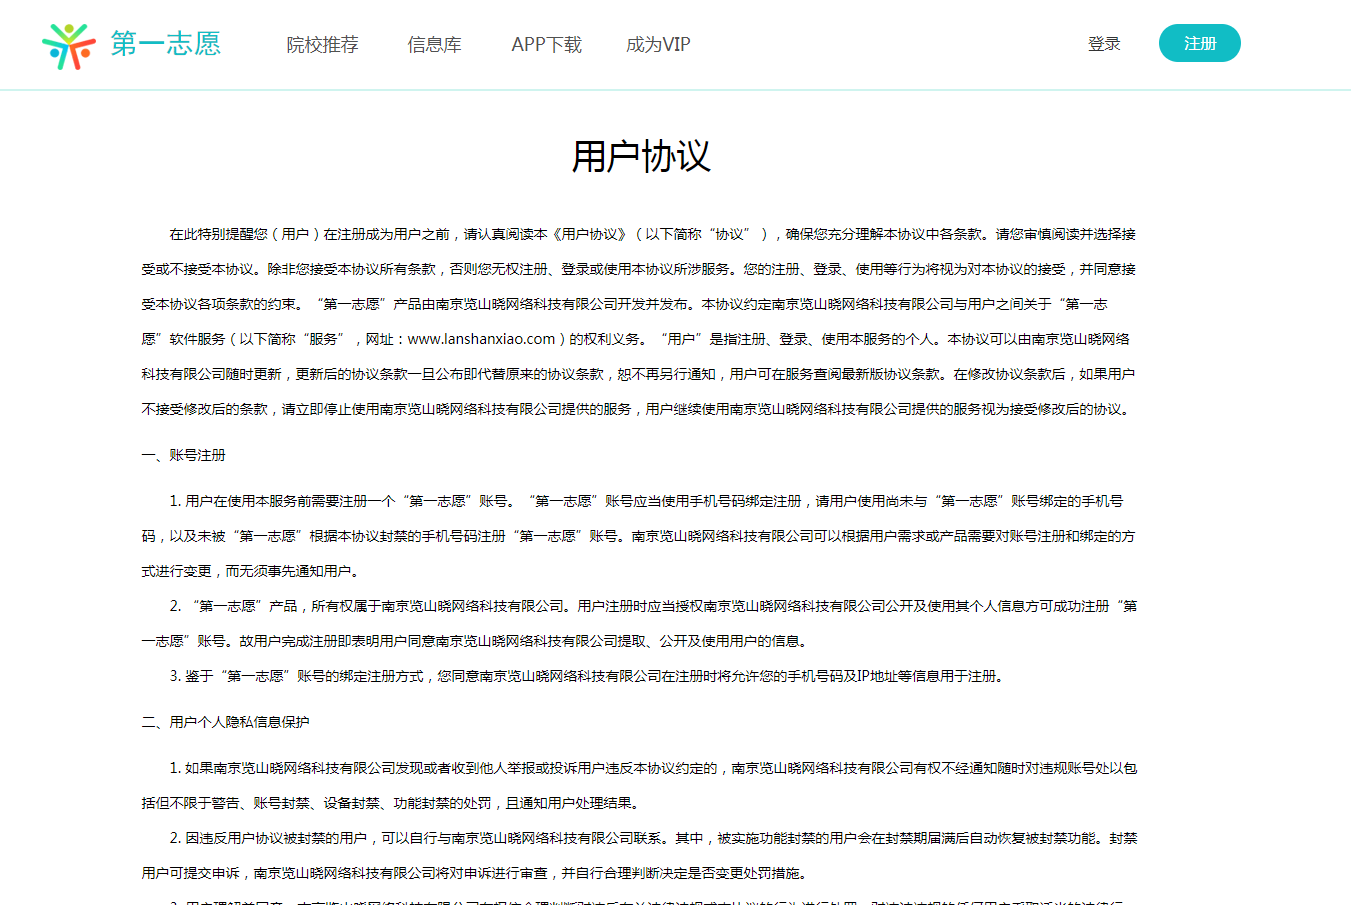 第一志愿
院校推荐 信息库 APP下载 成为VIP 登录 注册
用户协议
在此特别提醒您（用户）在注册成为用户之前，请认真阅读本《用户协议》（以下简称“协议”），确保您充分理解本协议中各条款。请您审慎阅读并选择接
受或不接受本协议。除非您接受本协议所有条款，否则您无权注册、登录或使用本协议所涉服务。您的注册、登录、使用等行为将视为对本协议的接受，并同意接
受本协议各项条款的约束。“第一志愿”产品由南京览山晓网络科技有限公司开发并发布。本协议约定南京览山晓网络科技有限公司与用户之间关于“第一志
愿”软件服务（以下简称“服务”，网址：www.lanshanxiao.com）的权利义务。“用户”是指注册、登录、使用本服务的个人。本协议可以由南京览山晓网络
科技有限公司随时更新，更新后的协议条款一旦公布即代替原来的协议条款，恕不再另行通知，用户可在服务查阅最新版协议条款。在修改协议条款后，如果用户
不接受修改后的条款，请立即停止使用南京览山晓网络科技有限公司提供的服务，用户继续使用南京览山晓网络科技有限公司提供的服务视为接受修改后的协议。
一、账号注册
1. 用户在使用本服务前需要注册一个“第一志愿”账号。“第一志愿”账号应当使用手机号码绑定注册，请用户使用尚未与“第一志愿”账号绑定的手机号
码，以及未被“第一志愿”根据本协议封禁的手机号码注册“第一志愿”账号。南京览山晓网络科技有限公司可以根据用户需求或产品需要对账号注册和绑定的方
式进行变更，而无须事先通知用户。
2. “第一志愿”产品，所有权属于南京览山晓网络科技有限公司。用户注册时应当授权南京览山晓网络科技有限公司公开及使用其个人信息方可成功注册“第
一志愿”账号。故用户完成注册即表明用户同意南京览山晓网络科技有限公司提取、公开及使用用户的信息。
3. 鉴于“第一志愿”账号的绑定注册方式，您同意南京览山晓网络科技有限公司在注册时将允许您的手机号码及IP地址等信息用于注册。
二、用户个人隐私信息保护
1. 如果南京览山晓网络科技有限公司发现或者收到他人举报或投诉用户违反本协议约定的，南京览山晓网络科技有限公司有权不经通知随时对违规账号处以包
括但不限于警告、账号封禁、设备封禁、功能封禁的处罚，且通知用户处理结果。
2. 因违反用户协议被封禁的用户，可以自行与南京览山晓网络科技有限公司联系。其中，被实施功能封禁的用户会在封禁期届满后自动恢复被封禁功能。封禁
用户可提交申诉，南京览山晓网络科技有限公司将对申诉进行审查，并自行合理判断决定是否变更处罚措施。